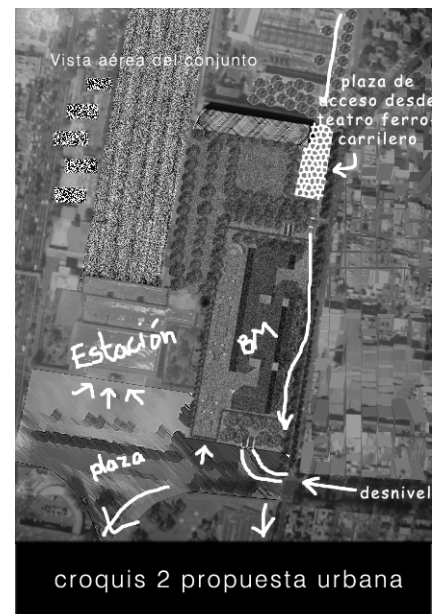 Vista aérea del conjunto
plaza de
acceso desde
teatro ferro-
carrilero
Estación
BM
plaza
desnivel
croquis 2 propuesta urbana